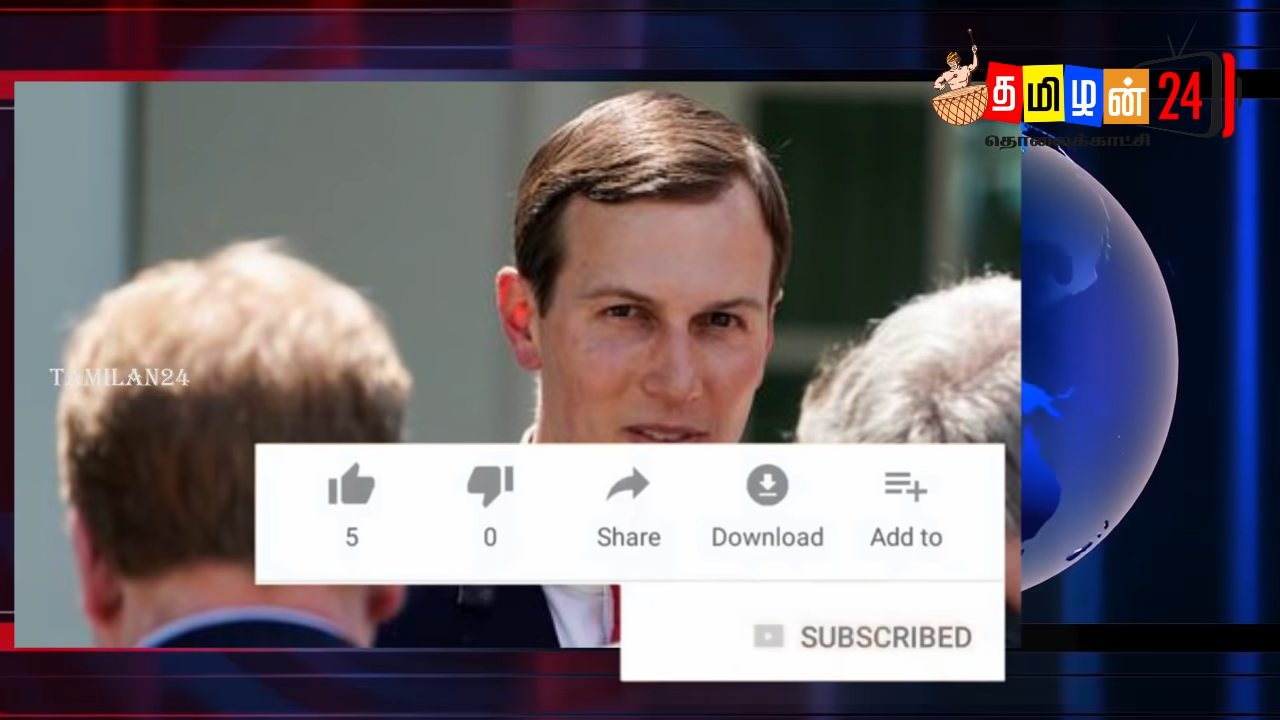 தமிழன் 24
தொலைக்காட்சி
TAMILAN24
5
0
Share
Download
Add to
SUBSCRIBED